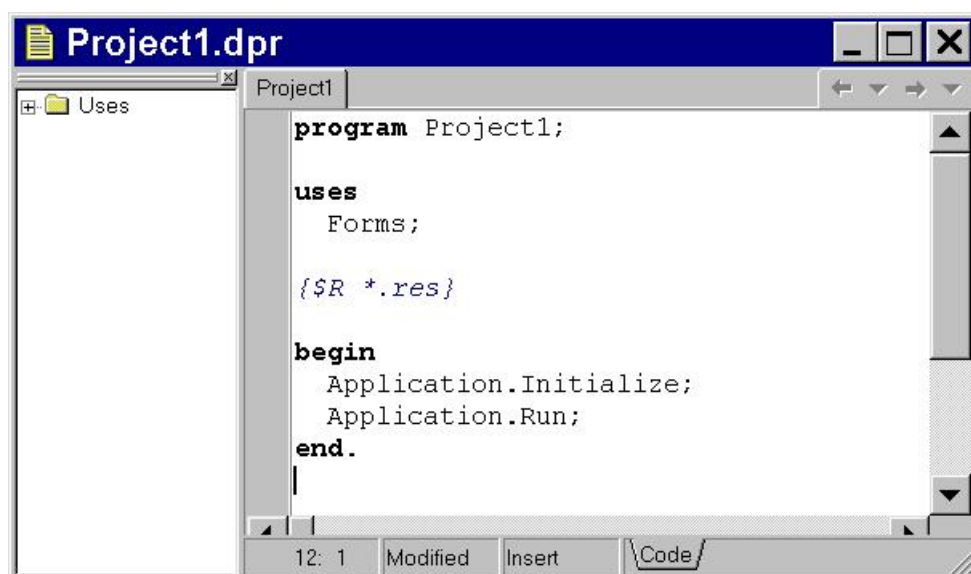 Project1.dpr
Uses
Project1
program Project1;
uses
Forms;
{$R *.res}
begin
Application.Initialize;
Application.Run;
end.
12: 1 Modified Insert \Code/